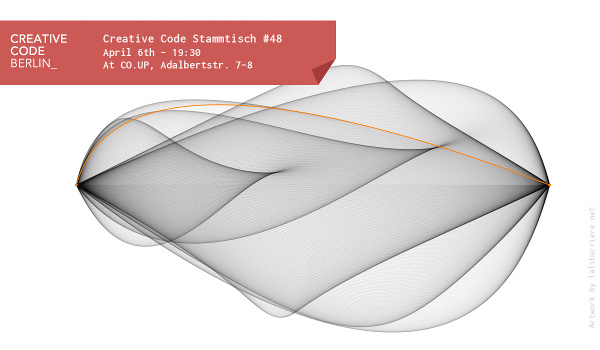 CREATIVE
CODE
BERLIN_
Creative Code Stammtisch #48
April 6th - 19:30
At CO.UP, Adalbertstr. 7-8
Artwork by lalibarriere.net